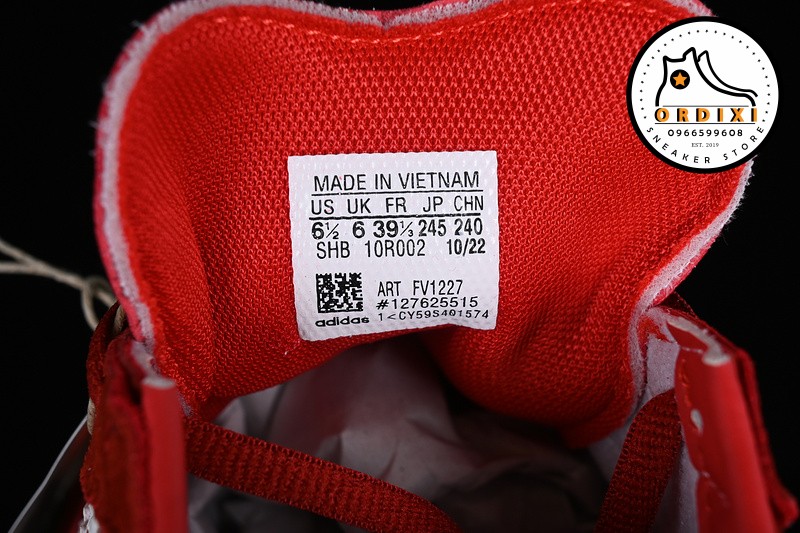 ORDIXI
0966599608
EST. 2019
SNEAKER STORE
MADE IN VIETNAM
US UK FR JP CHN
6½ 6 39⅓ 245 240
SHB 10R002 10/22
ART FV1227
#127625515
adidas 1<CY59S401574